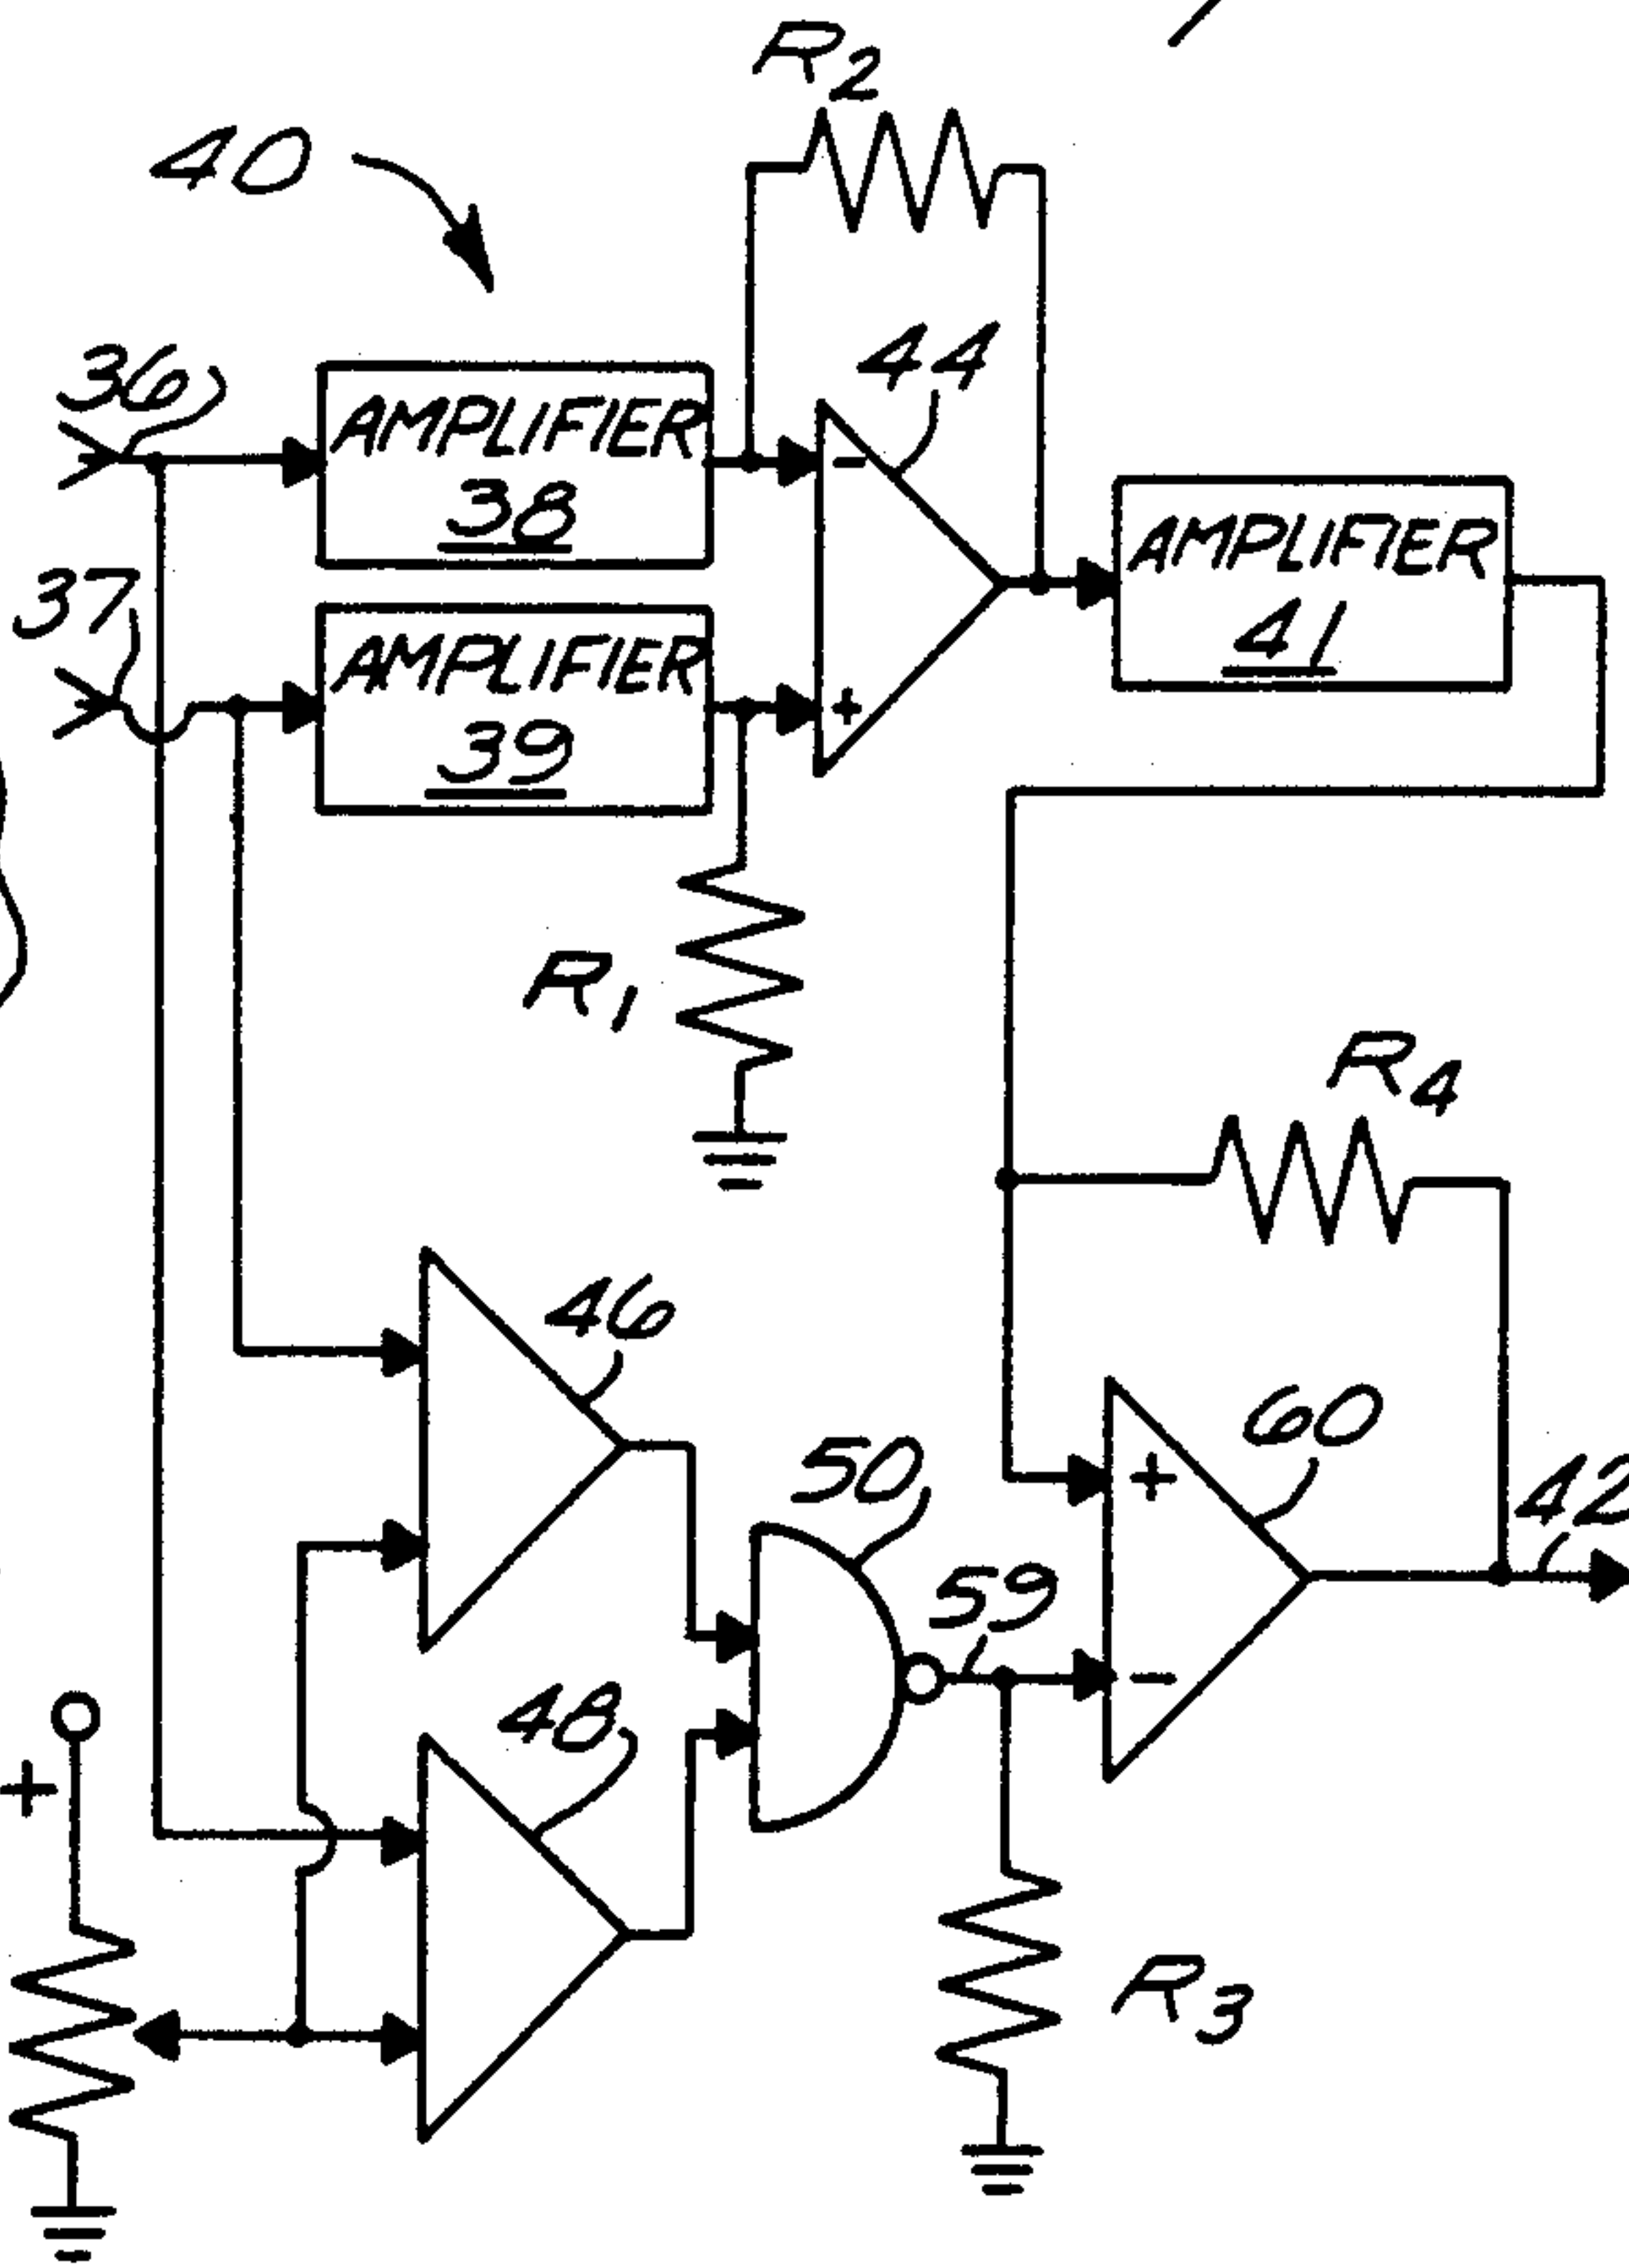 R2
40
36
44
AMPLIFIER
38
37
AMPLIFIER
41
AMPLIFIER
39
-
+
R1
R4
46
60
50
+
42
59
-
48
+
R3